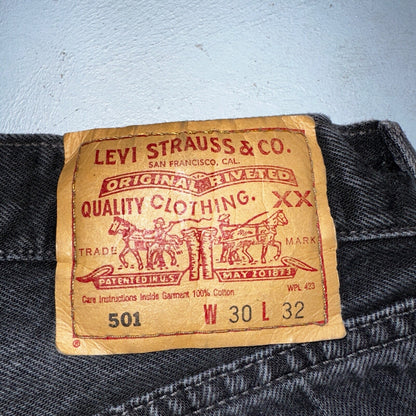 LEVI STRAUSS & CO.
SAN FRANCISCO, CAL.
ORIGINAL RIVETED
QUALITY CLOTHING. XX
TRADE MARK
PATENTED IN U.S. MAY 20 1873
Care Instructions Inside Garment 100% Cotton WPL 423
501 W 30 L 32
®